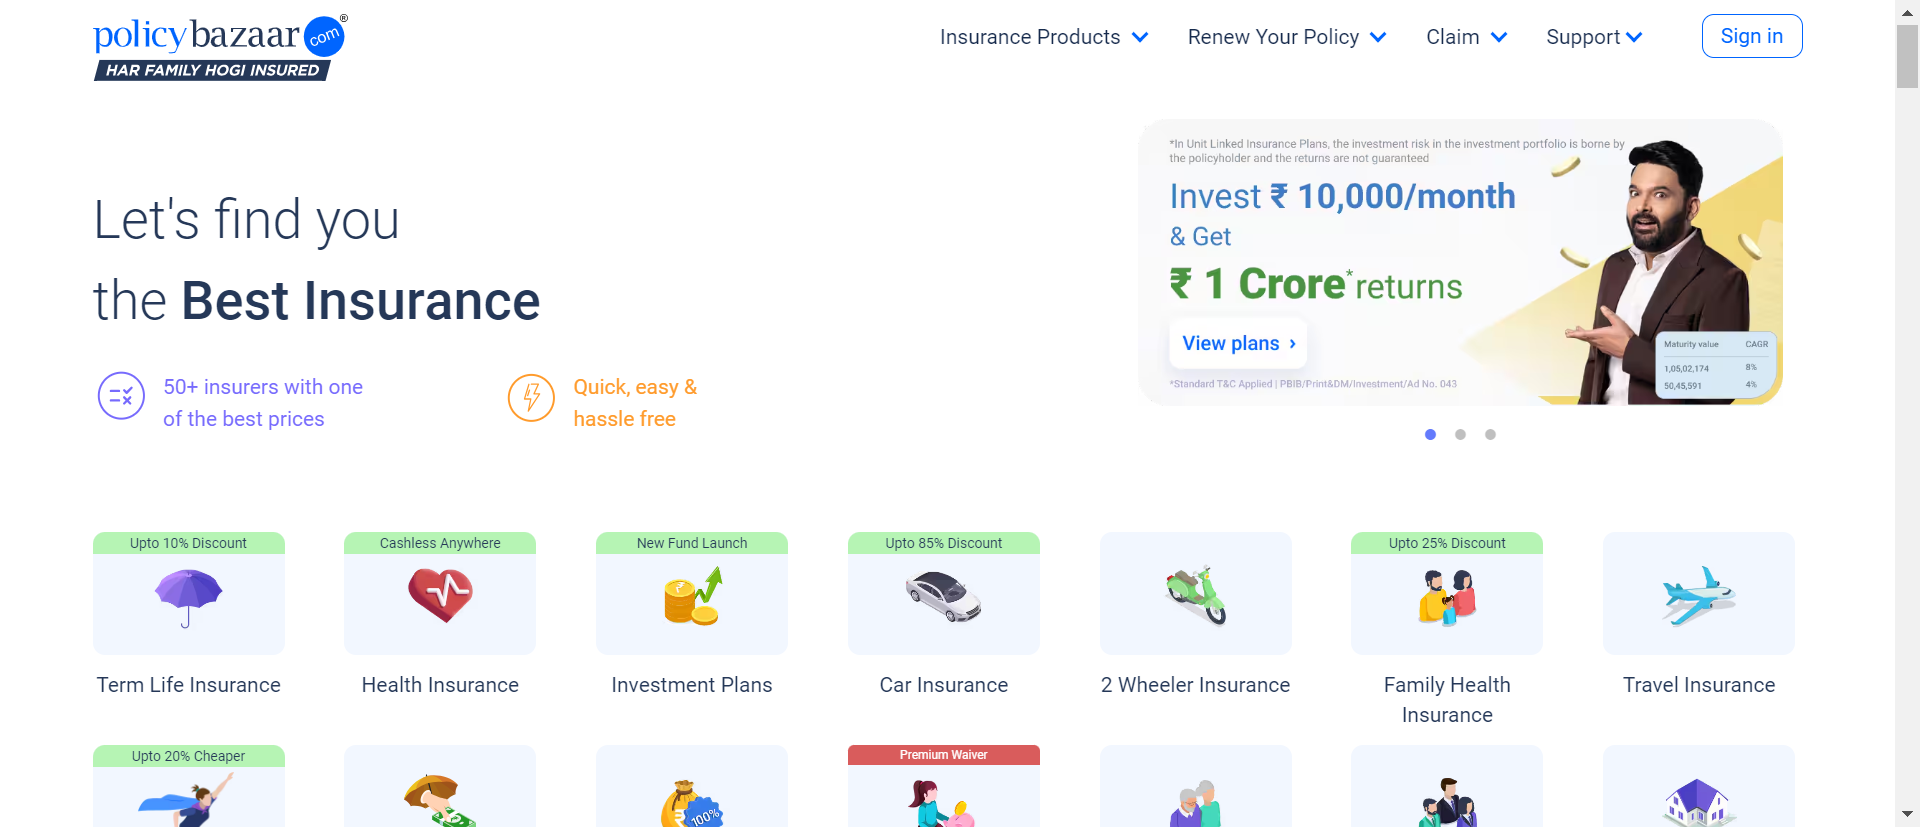 policybazaar.com®
HAR FAMILY HOGI INSURED
Insurance Products
Renew Your Policy
Claim
Support
Sign in
Let's find you
the Best Insurance
50+ insurers with one
of the best prices
Quick, easy &
hassle free
*In Unit Linked Insurance Plans, the investment risk in the investment portfolio is borne by
the policyholder and the returns are not guaranteed
Invest ₹ 10,000/month
& Get
₹ 1 Crore* returns
View plans ›
*Standard T&C Applied | PBIB/Print&DM/Investment/Ad No. 043
Maturity value CAGR
1,05,02,174 8%
50,45,591 4%
Upto 10% Discount
Term Life Insurance
Cashless Anywhere
Health Insurance
New Fund Launch
Investment Plans
Upto 85% Discount
Car Insurance
2 Wheeler Insurance
Upto 25% Discount
Family Health
Insurance
Travel Insurance
Upto 20% Cheaper
100%
Premium Waiver